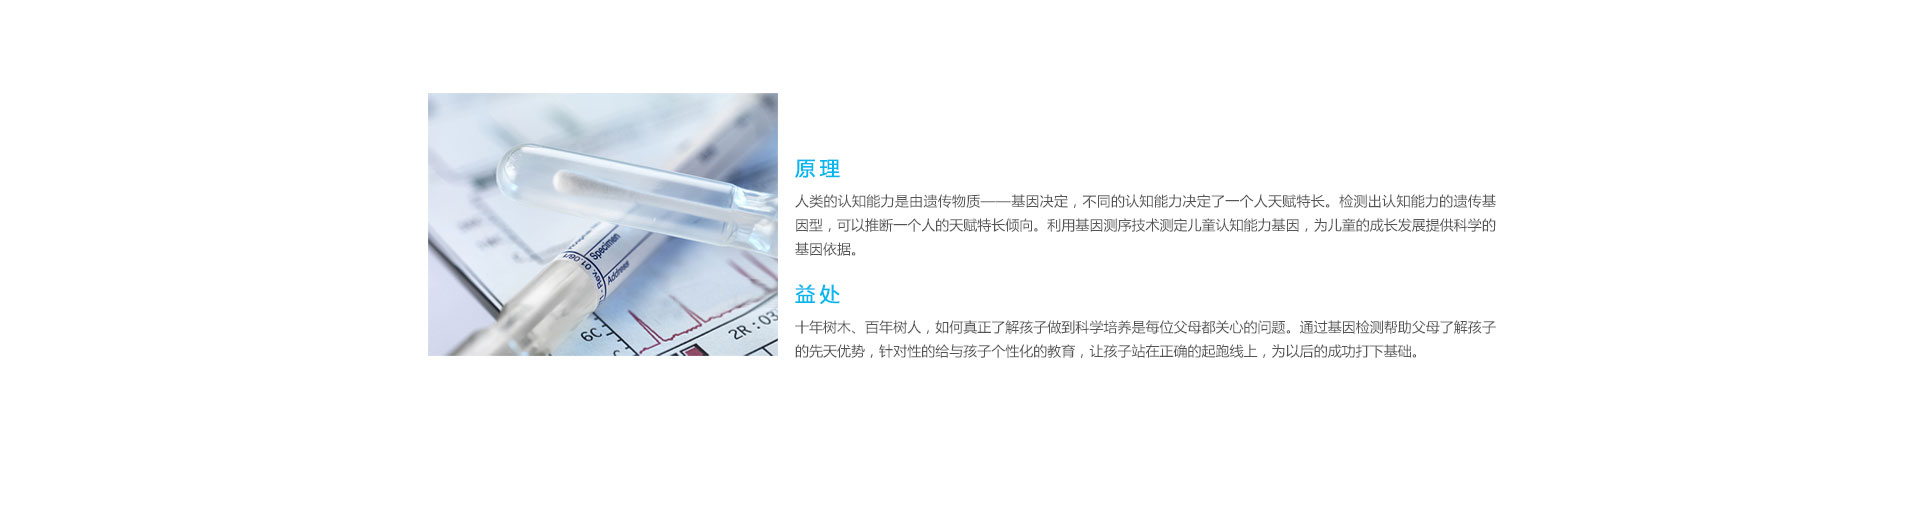 原理
人类的认知能力是由遗传物质——基因决定，不同的认知能力决定了一个人天赋特长。检测出认知能力的遗传基
因型，可以推断一个人的天赋特长倾向。利用基因测序技术测定儿童认知能力基因，为儿童的成长发展提供科学的
基因依据。
益处
十年树木、百年树人，如何真正了解孩子做到科学培养是每位父母都关心的问题。通过基因检测帮助父母了解孩子
的先天优势，针对性的给与孩子个性化的教育，让孩子站在正确的起跑线上，为以后的成功打下基础。
Specimen
Address
Rev. 01 06/1
6C
2R:03